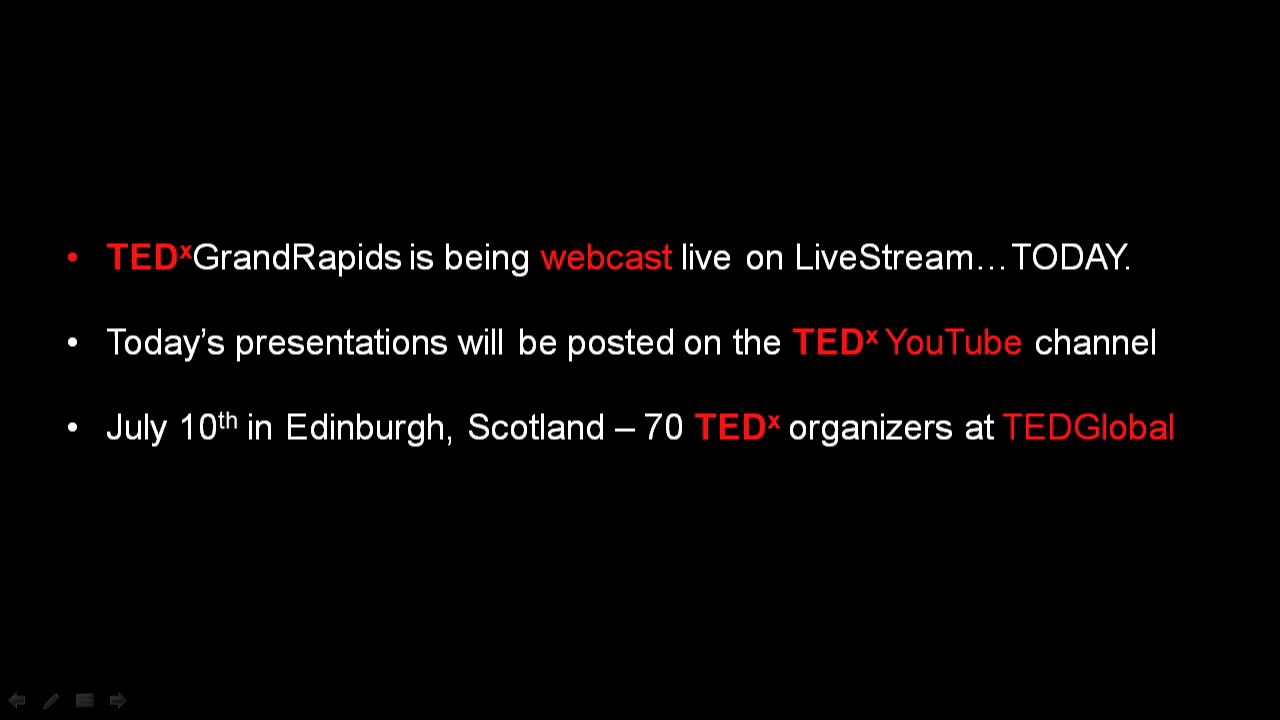 • TEDxGrandRapids is being webcast live on LiveStream…TODAY.
• Today’s presentations will be posted on the TEDx YouTube channel
• July 10th in Edinburgh, Scotland – 70 TEDx organizers at TEDGlobal